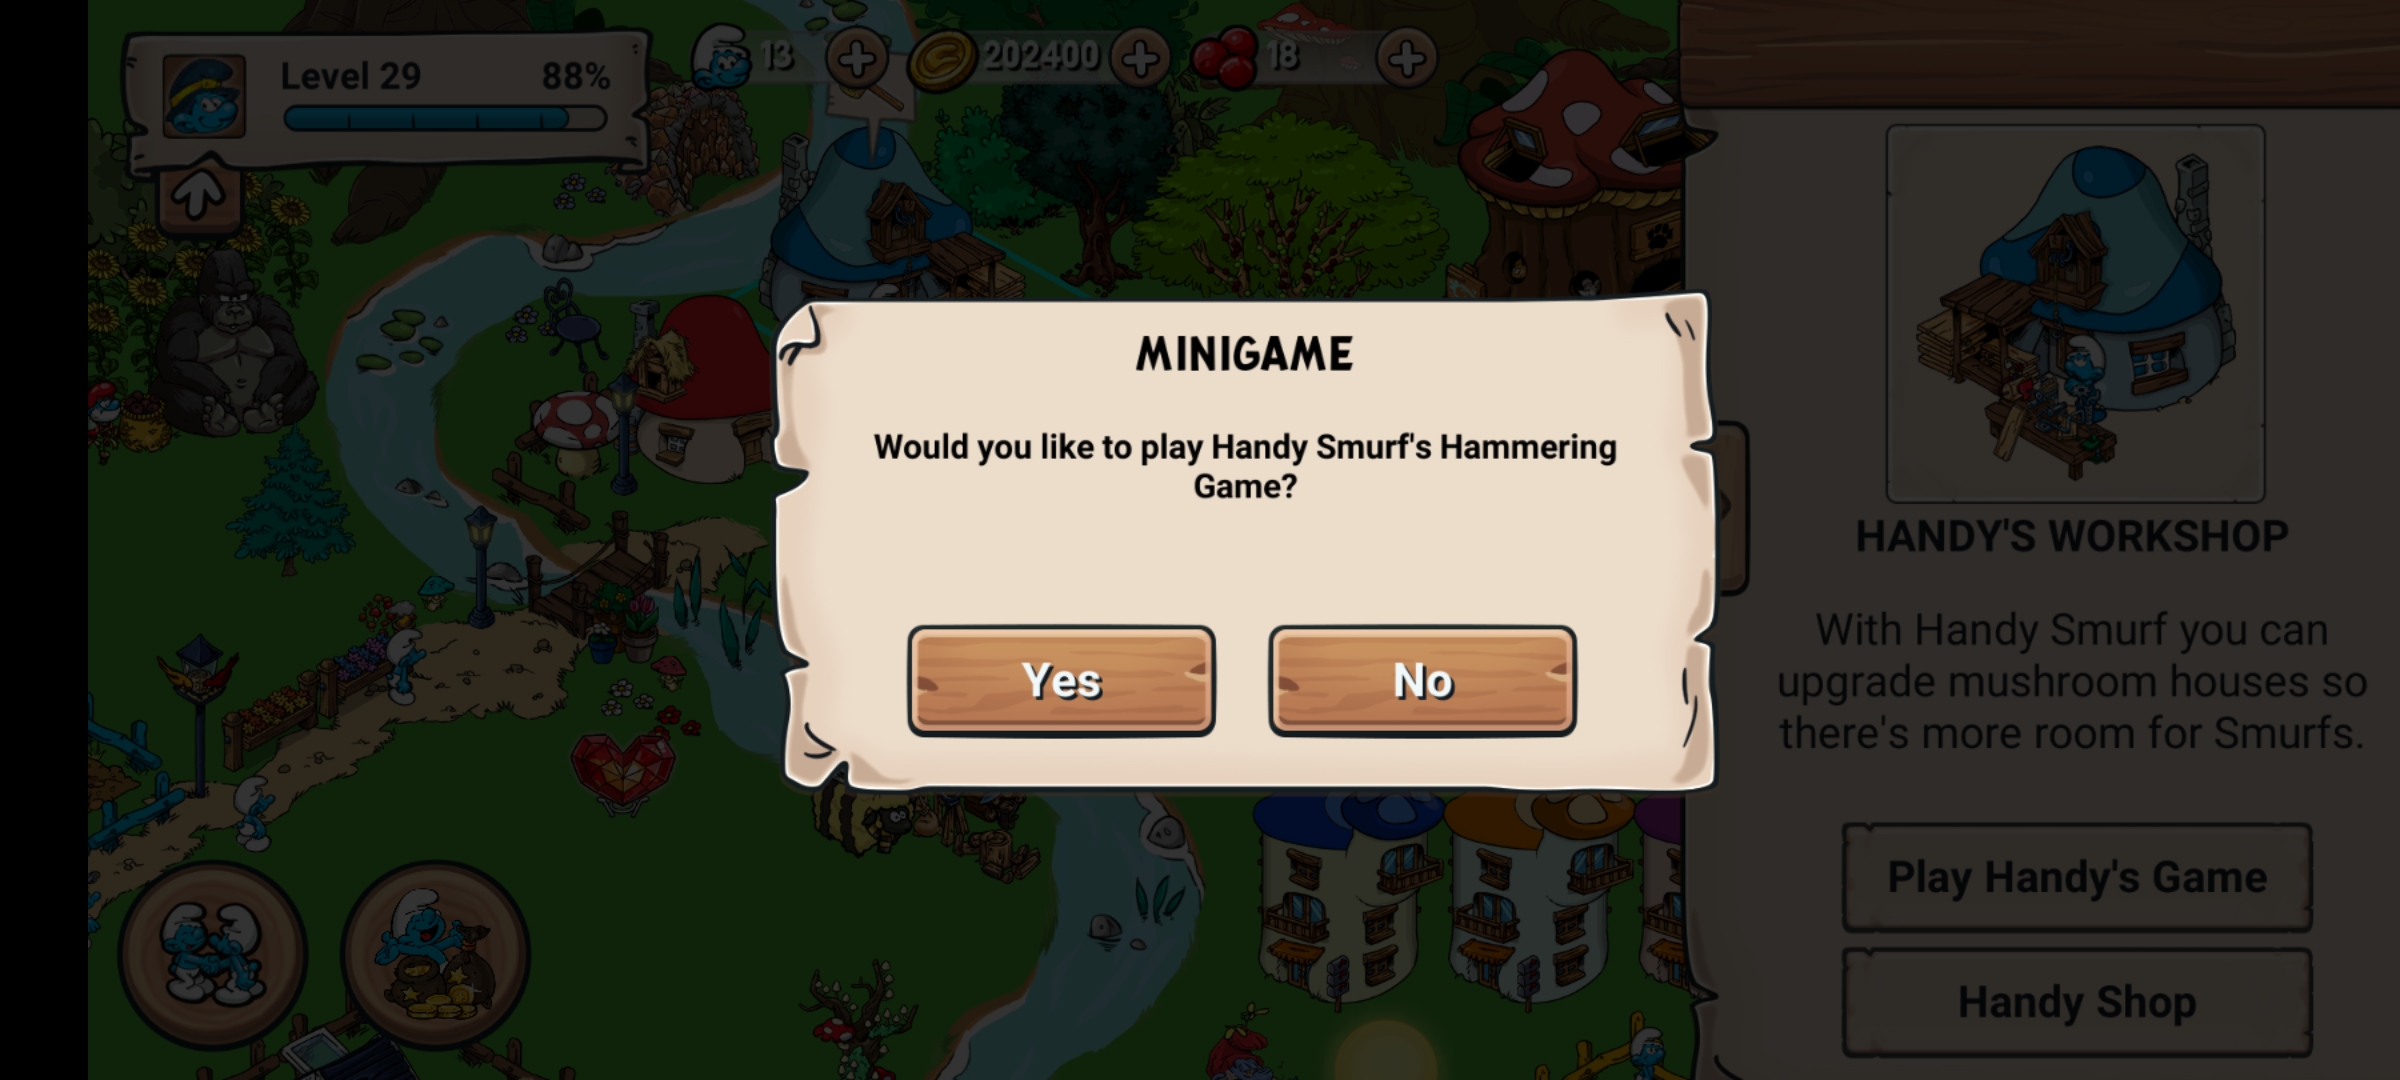 Level 29
88%
13
202400
18
MINIGAME
Would you like to play Handy Smurf's Hammering
Game?
Yes
No
HANDY'S WORKSHOP
With Handy Smurf you can
upgrade mushroom houses so
there's more room for Smurfs.
Play Handy's Game
Handy Shop